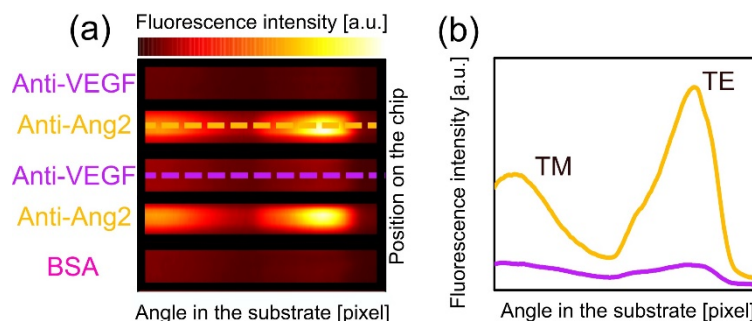 (a)
Fluorescence intensity [a.u.]
Anti-VEGF
Anti-Ang2
Anti-VEGF
Anti-Ang2
BSA
Position on the chip
Angle in the substrate [pixel]
(b)
Fluorescence intensity [a.u.]
TM
TE
Angle in the substrate [pixel]